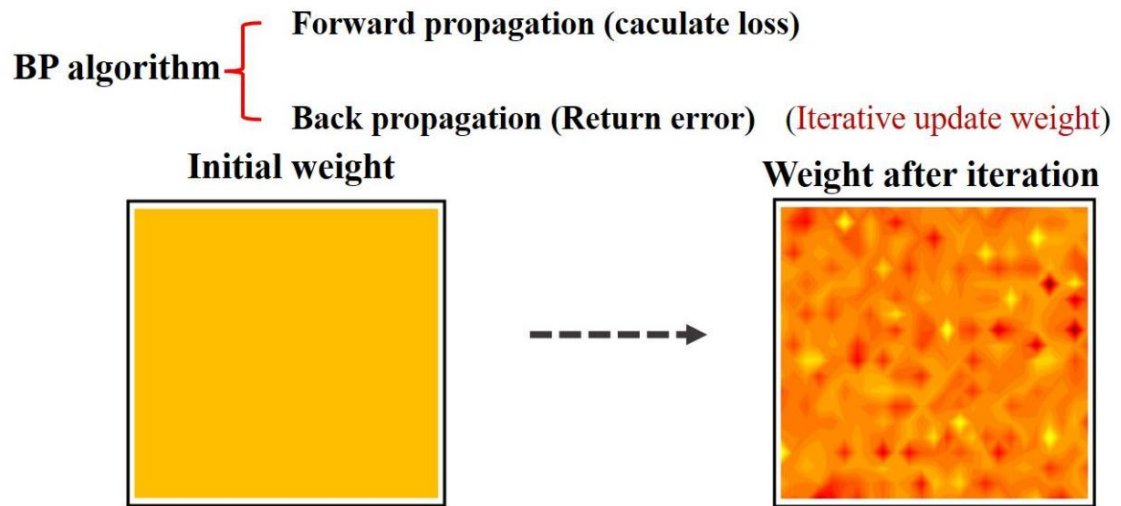 Forward propagation (caculate loss)
BP algorithm
Back propagation (Return error) (Iterative update weight)
Initial weight
Weight after iteration